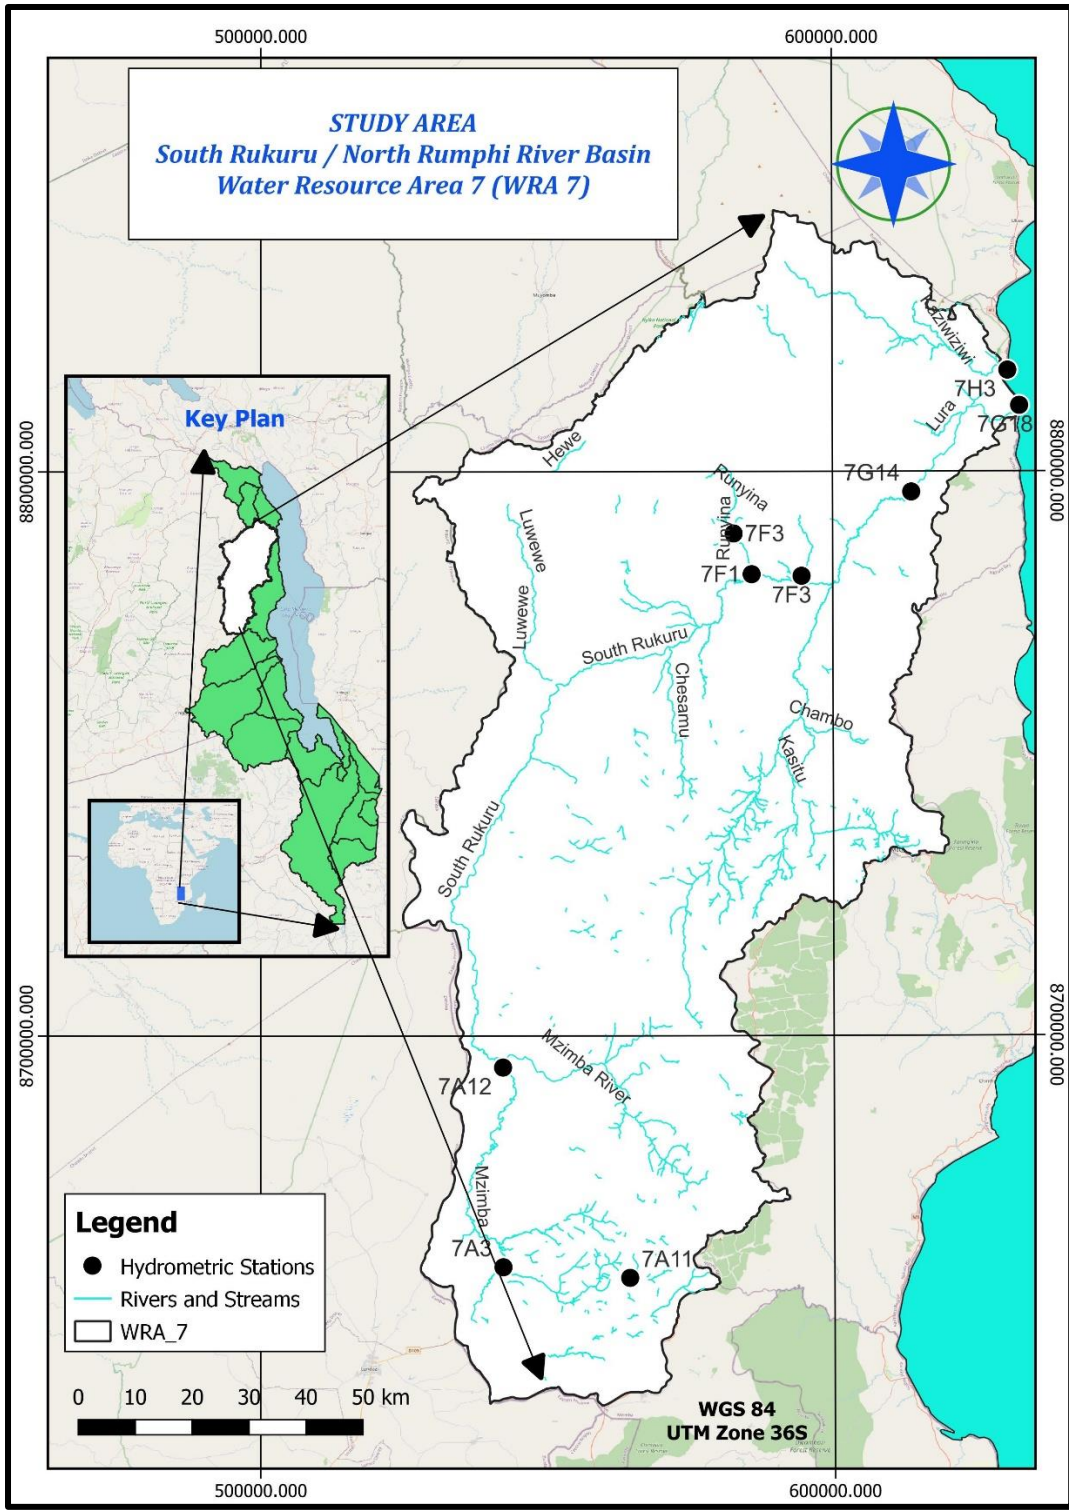 500000.000
600000.000
STUDY AREA
South Rukuru / North Rumphi River Basin
Water Resource Area 7 (WRA 7)
Key Plan
8800000.000
8800000.000
8700000.000
8700000.000
7H3
Lura
7G18
Hewe
7G14
Runyina
Runyina
7F3
7F1
7F3
Luwewe
Luwewe
South Rukuru
Chesamu
Chambo
Kasitu
South Rukuru
Mzimba River
7A12
Mzimba
7A3
7A11
Legend
Hydrometric Stations
Rivers and Streams
WRA_7
0 10 20 30 40 50 km
WGS 84
UTM Zone 36S
500000.000
600000.000